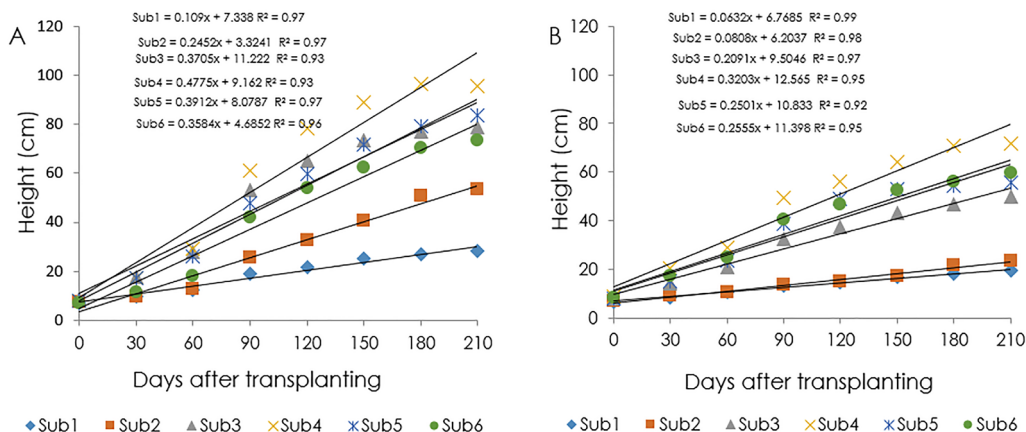 A
Sub1 = 0.109x + 7.338 R² = 0.97
Sub2 = 0.2452x + 3.3241 R² = 0.97
Sub3 = 0.3705x + 11.222 R² = 0.93
Sub4 = 0.4775x + 9.162 R² = 0.93
Sub5 = 0.3912x + 8.0787 R² = 0.97
Sub6 = 0.3584x + 4.6852 R² = 0.96
120
100
80
60
40
20
0
Height (cm)
0 30 60 90 120 150 180 210
Days after transplanting
Sub1 Sub2 Sub3 Sub4 Sub5 Sub6
B
Sub1 = 0.0632x + 6.7685 R² = 0.99
Sub2 = 0.0808x + 6.2037 R² = 0.98
Sub3 = 0.2091x + 9.5046 R² = 0.97
Sub4 = 0.3203x + 12.565 R² = 0.95
Sub5 = 0.2501x + 10.833 R² = 0.92
Sub6 = 0.2555x + 11.398 R² = 0.95
120
100
80
60
40
20
0
Height (cm)
0 30 60 90 120 150 180 210
Days after transplanting
Sub1 Sub2 Sub3 Sub4 Sub5 Sub6